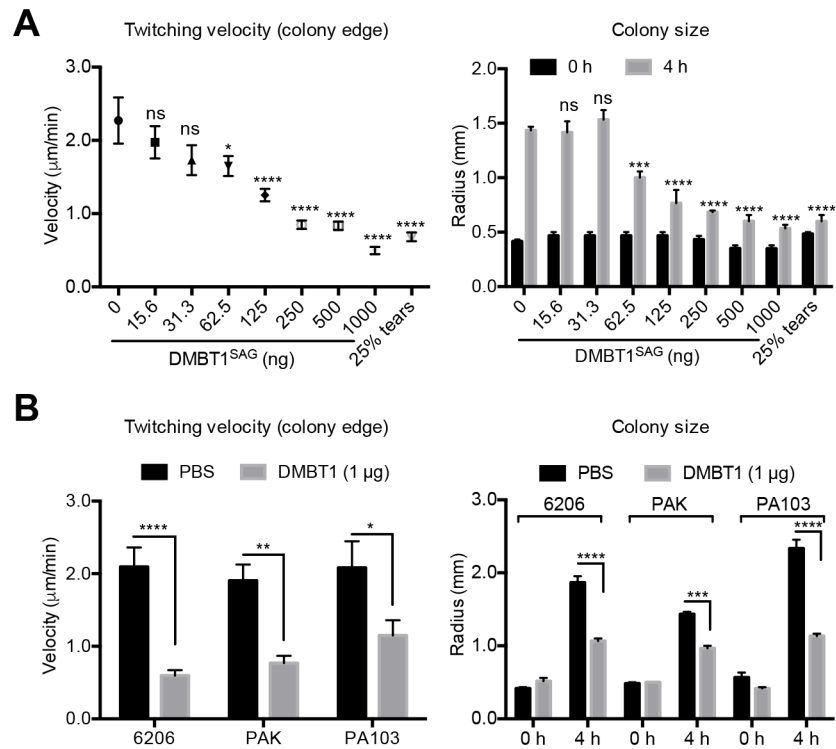 A
Twitching velocity (colony edge)
Colony size
0 h
4 h
Velocity (μm/min)
3.0
2.0
1.0
0.0
ns
ns
*
****
****
****
****
****
0
15.6
31.3
62.5
125
250
500
1000
25% tears
DMBT1SAG (ng)
Radius (mm)
2.0
1.5
1.0
0.5
0.0
ns
ns
***
****
****
****
****
****
0
15.6
31.3
62.5
125
250
500
1000
25% tears
DMBT1SAG (ng)
B
Twitching velocity (colony edge)
Colony size
PBS
DMBT1 (1 μg)
PBS
DMBT1 (1 μg)
Velocity (μm/min)
3.0
2.0
1.0
0.0
****
**
*
6206
PAK
PA103
Radius (mm)
3.0
2.0
1.0
0.0
6206
PAK
PA103
****
***
****
0 h
4 h
0 h
4 h
0 h
4 h